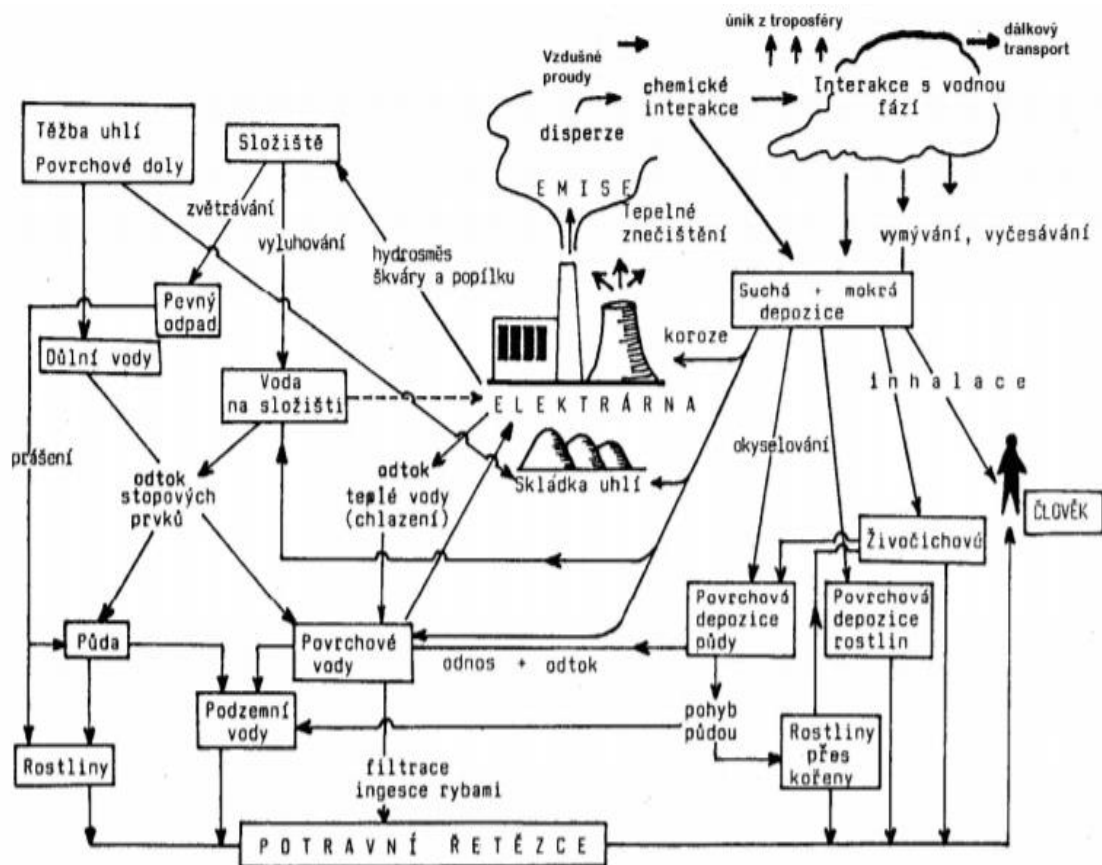 únik z troposféry
dálkový
transport
Vzdušné
proudy
chemické
interakce
Interakce s vodnou
fází
disperze
Těžba uhlí
Povrchové doly
Složiště
EMISE
Tepelné
znečištění
zvětrávání
vyluhování
hydrosměs
škváry a popílku
vymývání, vyčesávání
Suchá + mokrá
depozice
Pevný
odpad
Důlní vody
koroze
Voda
na složišti
ELEKTRÁRNA
inhalace
prášení
okyselování
odtok
stopových
prvků
odtok
teplé vody
(chlazení)
Skládka uhlí
ČLOVĚK
Živočichové
Povrchová
depozice
půdy
Povrchová
depozice
rostlin
Půda
Povrchové
vody
odnos + odtok
Podzemní
vody
pohyb
půdou
Rostliny
přes
kořeny
Rostliny
filtrace
ingesce rybami
POTRAVNÍ ŘETĚZCE